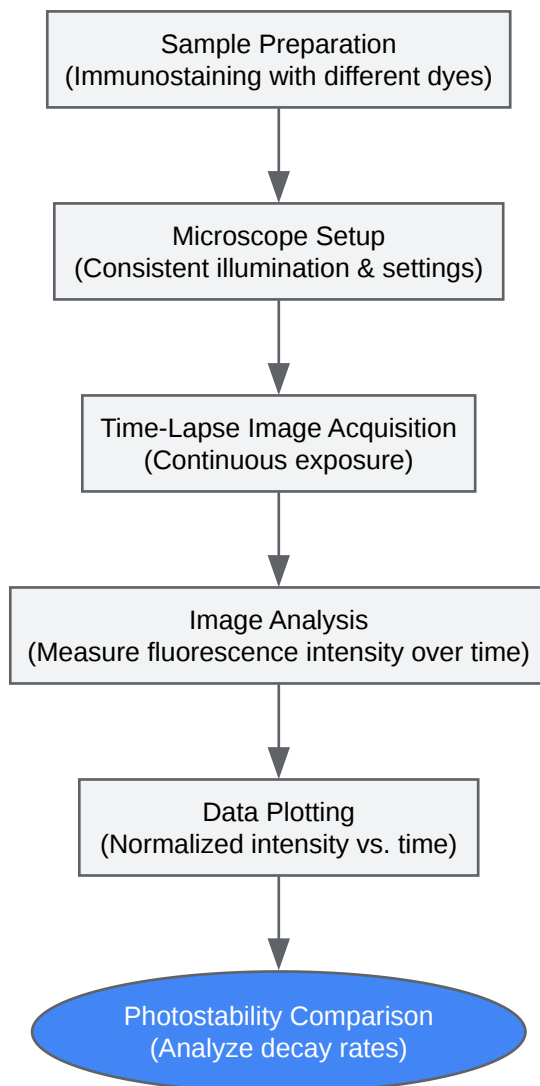 Sample Preparation
(Immunostaining with different dyes)
Microscope Setup
(Consistent illumination & settings)
Time-Lapse Image Acquisition
(Continuous exposure)
Image Analysis
(Measure fluorescence intensity over time)
Data Plotting
(Normalized intensity vs. time)
Photostability Comparison
(Analyze decay rates)